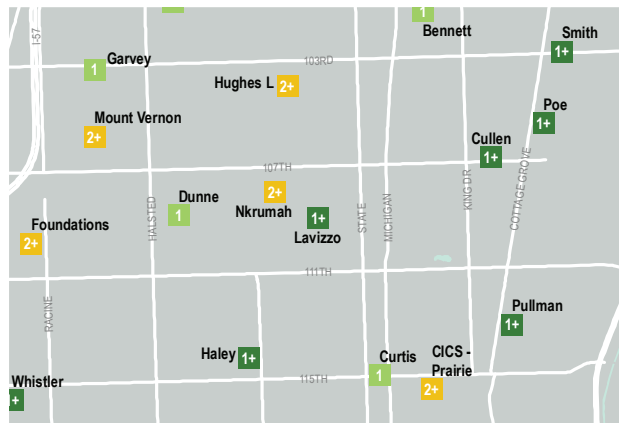 I-57
1
Bennett
Smith
1+
Garvey
1
103RD
Hughes L
2+
Mount Vernon
2+
Poe
1+
Cullen
1+
107TH
Dunne
1
2+
Nkrumah
1+
Lavizzo
HALSTED
STATE
MICHIGAN
KING DR
COTTAGE GROVE
Foundations
2+
111TH
RACINE
Pullman
1+
Haley
1+
Curtis
1
CICS -
Prairie
2+
115TH
Whistler
1+